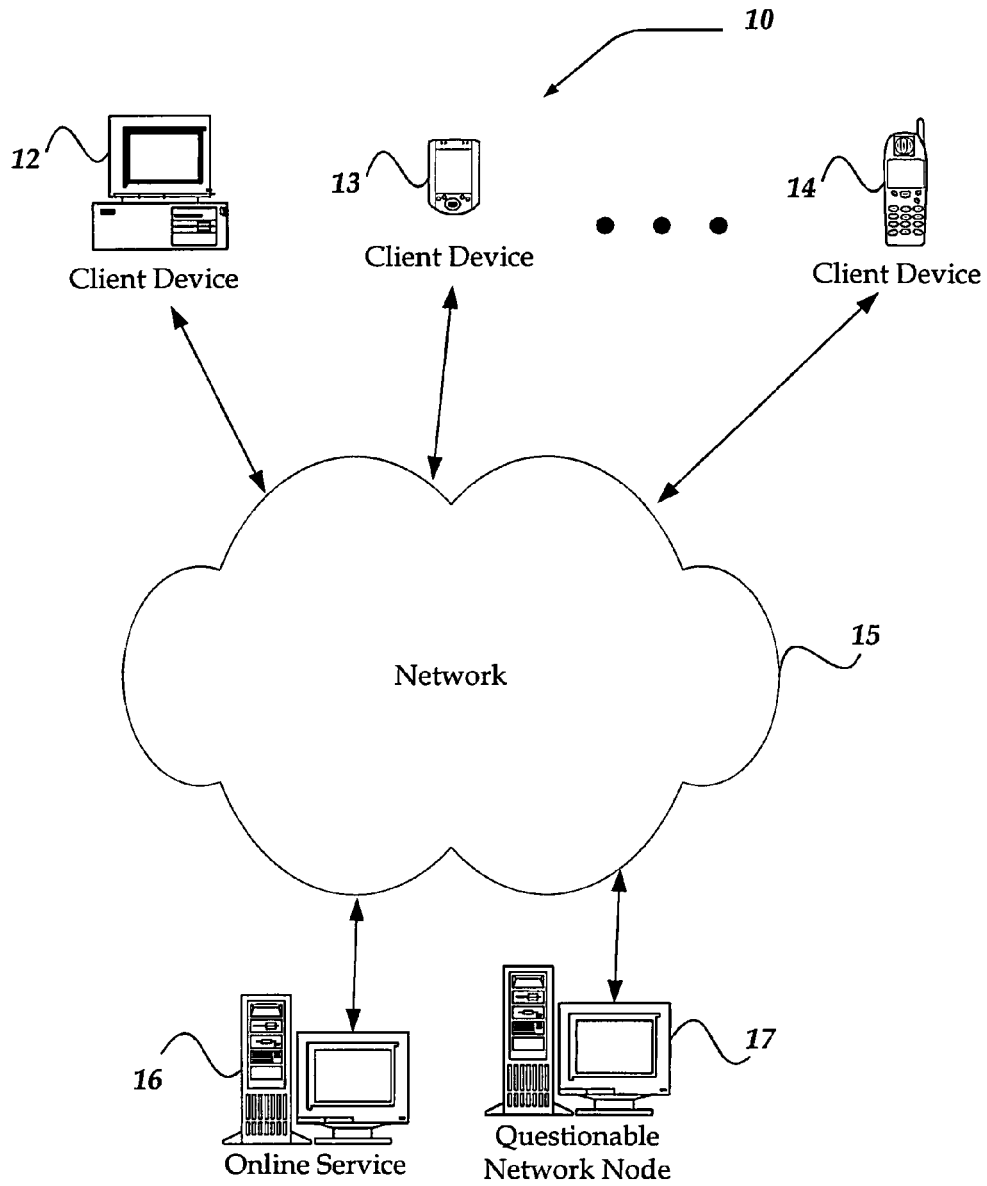 10
12
13
14
Client Device
Client Device
Client Device
15
Network
16
17
Online Service
Questionable
Network Node